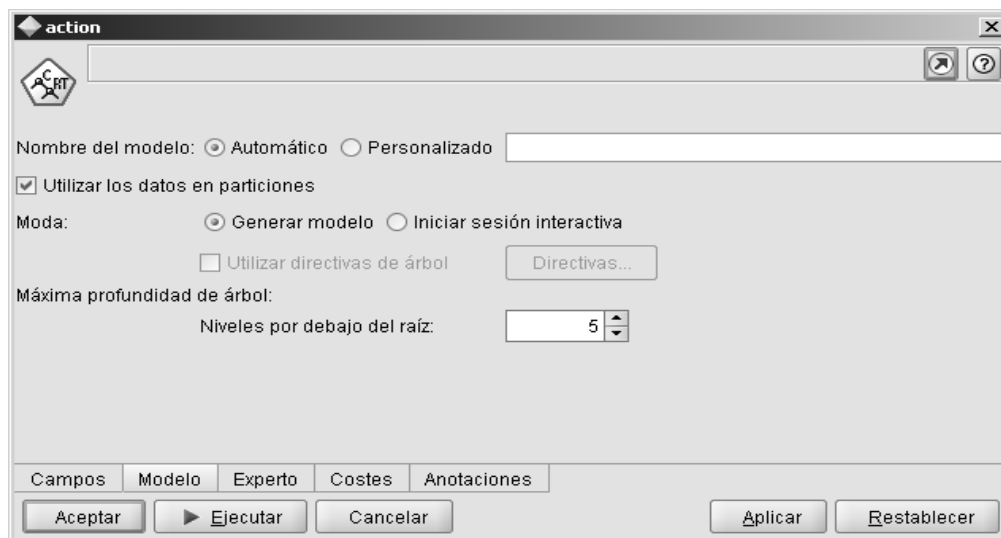 action
C RT
Nombre del modelo: Automático Personalizado
Utilizar los datos en particiones
Moda: Generar modelo Iniciar sesión interactiva
Utilizar directivas de árbol Directivas...
Máxima profundidad de árbol:
Niveles por debajo del raíz: 5
Campos Modelo Experto Costes Anotaciones
Aceptar Ejecutar Cancelar Aplicar Restablecer